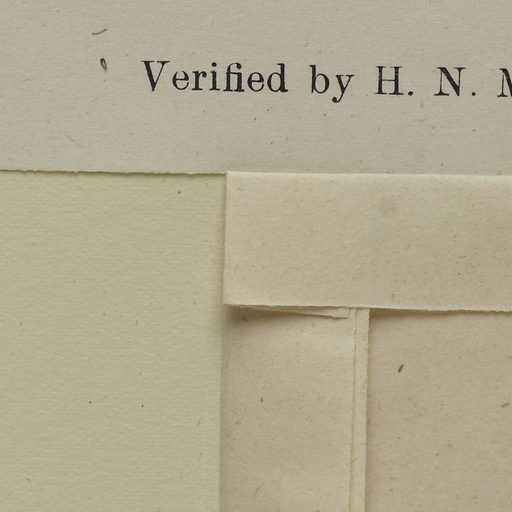 Verified by H. N.